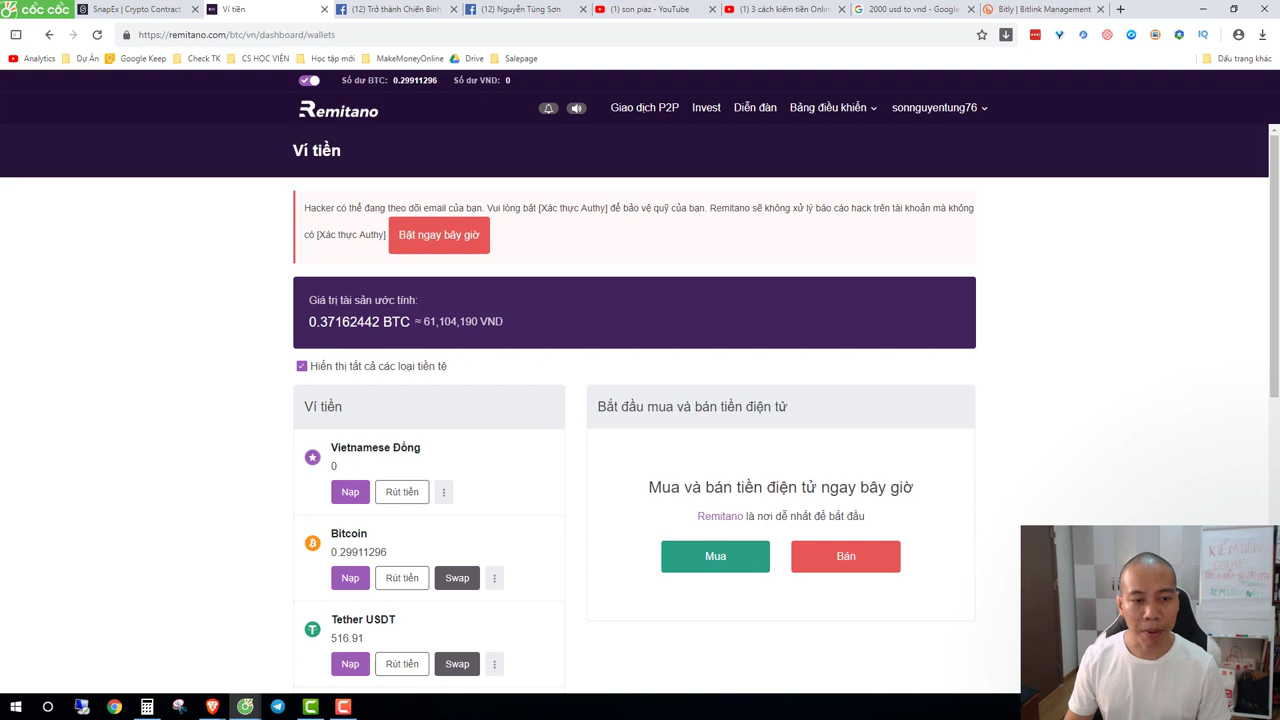 cốc cốc
SnapEx | Crypto Contract
Ví tiền
(12) Trở thành Chiến Binh
(12) Nguyễn Tùng Sơn
(1) son piaz - YouTube
(1) 3 cách kiếm tiền Onlin
2000 usd to vnd - Google
Bitly | Bitlink Management
https://remitano.com/btc/vn/dashboard/wallets
Analytics
Dự Án
Google Keep
Check TK
CS HỌC VIÊN
Học tập mới
MakeMoneyOnline
Drive
Salepage
Dấu trang khác
Số dư BTC: 0.29911296 Số dư VND: 0
Remitano
Giao dịch P2P
Invest
Diễn đàn
Bảng điều khiển
sonnguyentung76
Ví tiền
Hacker có thể đang theo dõi email của bạn. Vui lòng bật [Xác thực Authy] để bảo vệ quỹ của bạn. Remitano sẽ không xử lý báo cáo hack trên tài khoản mà không
có [Xác thực Authy] Bật ngay bây giờ
Giá trị tài sản ước tính:
0.37162442 BTC ≈ 61,104,190 VND
Hiển thị tất cả các loại tiền tệ
Ví tiền
Vietnamese Đồng
0
Nạp
Rút tiền
Bitcoin
0.29911296
Nạp
Rút tiền
Swap
Tether USDT
516.91
Nạp
Rút tiền
Swap
Bắt đầu mua và bán tiền điện tử
Mua và bán tiền điện tử ngay bây giờ
Remitano là nơi dễ nhất để bắt đầu
Mua
Bán
KIẾM TIỀN